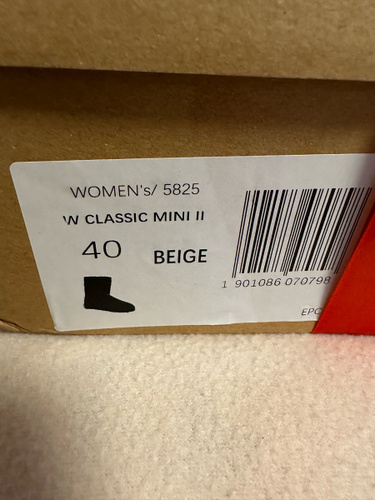 WOMEN's/ 5825
W CLASSIC MINI II
40 BEIGE
1 901086 070798
EPC